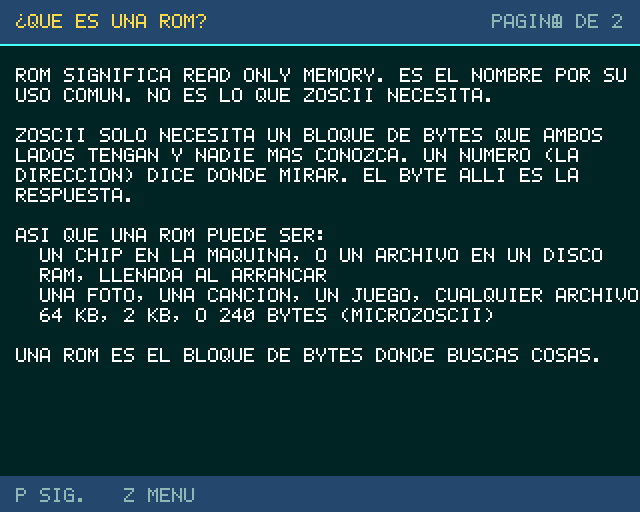 ¿QUE ES UNA ROM?
DE 2
ROM SIGNIFICA READ ONLY MEMORY. ES EL NOMBRE POR SU
USO COMUN. NO ES LO QUE ZOSCII NECESITA.
ZOSCII SOLO NECESITA UN BLOQUE DE BYTES QUE AMBOS
LADOS TENGAN Y NADIE MAS CONOZCA. UN NUMERO (LA
DIRECCION) DICE DONDE MIRAR. EL BYTE ALLI ES LA
RESPUESTA.
ASI QUE UNA ROM PUEDE SER:
UN CHIP EN LA MAQUINA, O UN ARCHIVO EN UN DISCO
RAM, LLENADA AL ARRANCAR
UNA FOTO, UNA CANCION, UN JUEGO, CUALQUIER ARCHIVO
64 KB, 2 KB, O 240 BYTES (MICROZOSCII)
UNA ROM ES EL BLOQUE DE BYTES DONDE BUSCAS COSAS.
P SIG. Z MENU